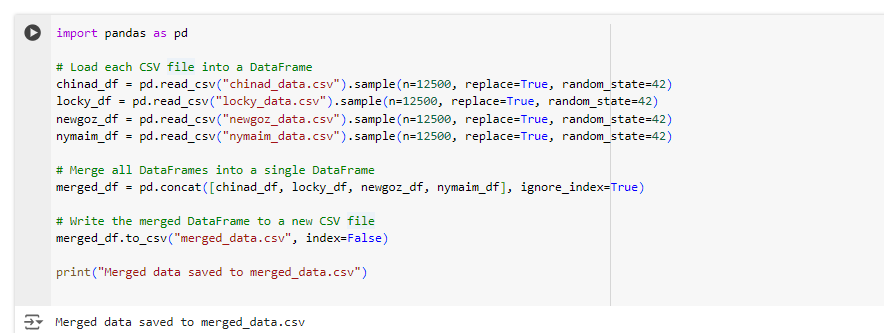 import pandas as pd
# Load each CSV file into a DataFrame
chinad_df = pd.read_csv("chinad_data.csv").sample(n=12500, replace=True, random_state=42)
locky_df = pd.read_csv("locky_data.csv").sample(n=12500, replace=True, random_state=42)
newgoz_df = pd.read_csv("newgoz_data.csv").sample(n=12500, replace=True, random_state=42)
nymaim_df = pd.read_csv("nymaim_data.csv").sample(n=12500, replace=True, random_state=42)
# Merge all DataFrames into a single DataFrame
merged_df = pd.concat([chinad_df, locky_df, newgoz_df, nymaim_df], ignore_index=True)
# Write the merged DataFrame to a new CSV file
merged_df.to_csv("merged_data.csv", index=False)
print("Merged data saved to merged_data.csv")
Merged data saved to merged_data.csv